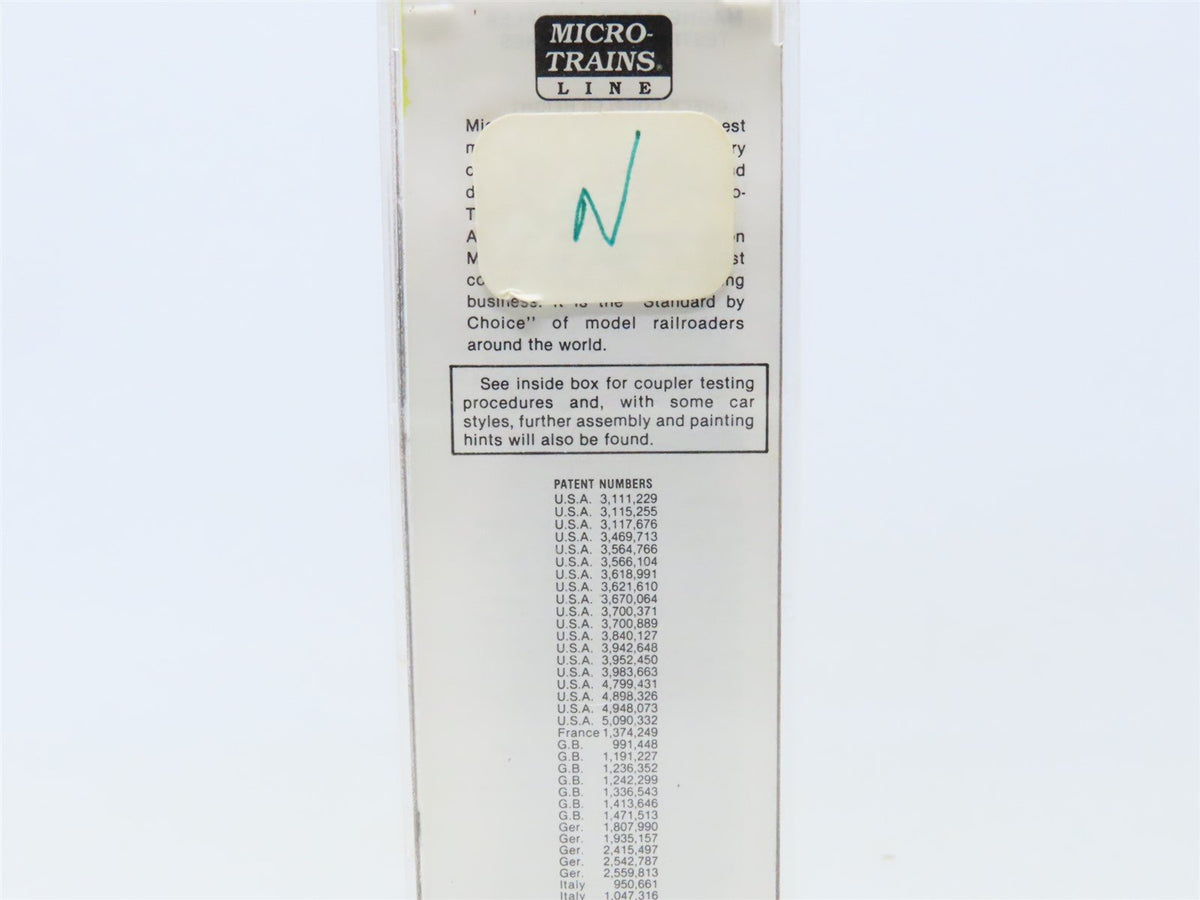 MICRO-
TRAINS®
LINE
N
business. It is the "Standard by
Choice" of model railroaders
around the world.
See inside box for coupler testing
procedures and, with some car
styles, further assembly and painting
hints will also be found.
PATENT NUMBERS
U.S.A. 3,111,229
U.S.A. 3,115,255
U.S.A. 3,117,676
U.S.A. 3,469,713
U.S.A. 3,564,766
U.S.A. 3,566,104
U.S.A. 3,618,991
U.S.A. 3,621,610
U.S.A. 3,670,064
U.S.A. 3,700,371
U.S.A. 3,700,889
U.S.A. 3,840,127
U.S.A. 3,942,648
U.S.A. 3,952,450
U.S.A. 3,983,663
U.S.A. 4,799,431
U.S.A. 4,898,326
U.S.A. 4,948,073
U.S.A. 5,090,332
France 1,374,249
G.B. 991,448
G.B. 1,191,227
G.B. 1,236,352
G.B. 1,242,299
G.B. 1,336,543
G.B. 1,413,646
G.B. 1,471,513
Ger. 1,807,990
Ger. 1,935,157
Ger. 2,415,497
Ger. 2,542,787
Ger. 2,559,813
Italy 950,661
Italy 1,047,316